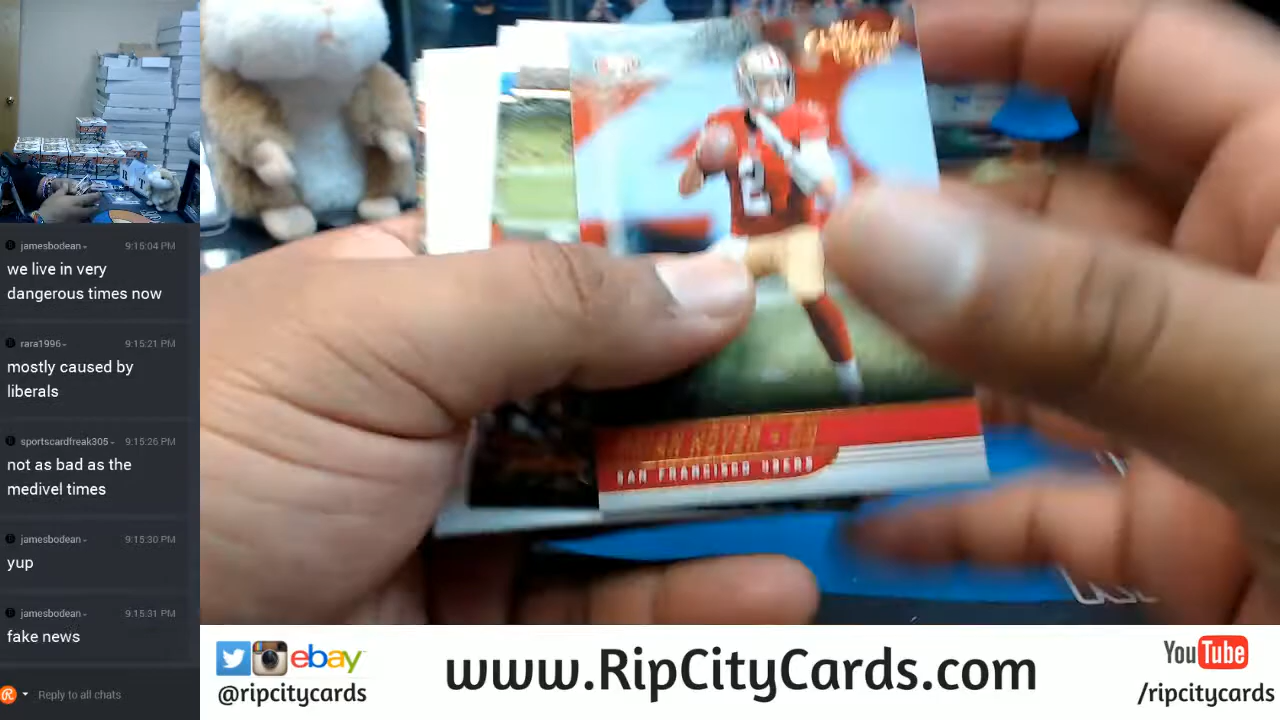 jamesbodean 9:15:04 PM
we live in very
dangerous times now
rara1996 9:15:21 PM
mostly caused by
liberals
sportscardfreak305 9:15:26 PM
not as bad as the
medivel times
jamesbodean 9:15:30 PM
yup
jamesbodean 9:15:31 PM
fake news
Reply to all chats
2
SAN FRANCISCO 49ERS
ebay
@ripcitycards
www.RipCityCards.com
YouTube
/ripcitycards